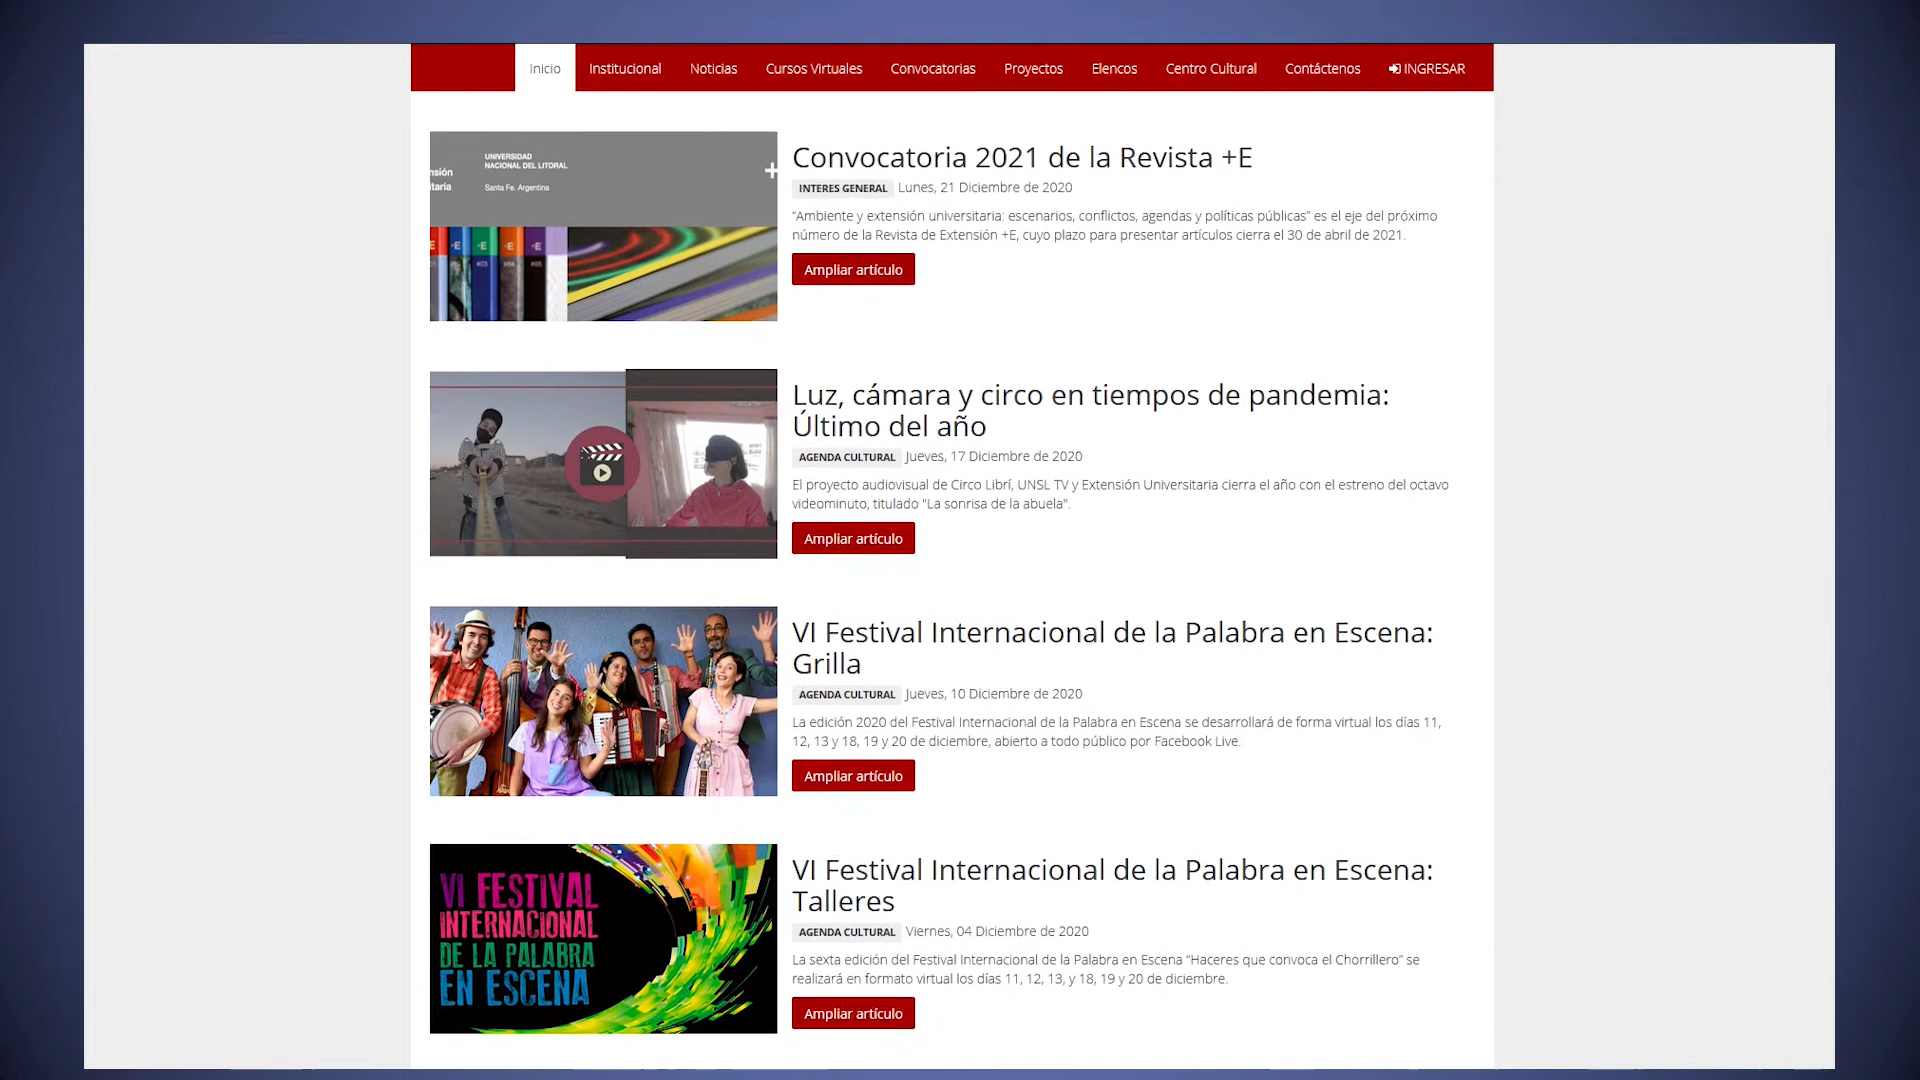 Inicio Institucional Noticias Cursos Virtuales Convocatorias Proyectos Elencos Centro Cultural Contáctenos INGRESAR
UNIVERSIDAD
NACIONAL DEL LITORAL
nsión
itaria
Santa Fe. Argentina
+
E -E -E -E -E
#03 #04 #05
Convocatoria 2021 de la Revista +E
INTERES GENERAL Lunes, 21 Diciembre de 2020
“Ambiente y extensión universitaria: escenarios, conflictos, agendas y políticas públicas” es el eje del próximo
número de la Revista de Extensión +E, cuyo plazo para presentar artículos cierra el 30 de abril de 2021.
Ampliar artículo
Luz, cámara y circo en tiempos de pandemia:
Último del año
AGENDA CULTURAL Jueves, 17 Diciembre de 2020
El proyecto audiovisual de Circo Librí, UNSL TV y Extensión Universitaria cierra el año con el estreno del octavo
videominuto, titulado "La sonrisa de la abuela".
Ampliar artículo
VI Festival Internacional de la Palabra en Escena:
Grilla
AGENDA CULTURAL Jueves, 10 Diciembre de 2020
La edición 2020 del Festival Internacional de la Palabra en Escena se desarrollará de forma virtual los días 11,
12, 13 y 18, 19 y 20 de diciembre, abierto a todo público por Facebook Live.
Ampliar artículo
VI FESTIVAL
INTERNACIONAL
DE LA PALABRA
EN ESCENA
VI Festival Internacional de la Palabra en Escena:
Talleres
AGENDA CULTURAL Viernes, 04 Diciembre de 2020
La sexta edición del Festival Internacional de la Palabra en Escena “Haceres que convoca el Chorrillero” se
realizará en formato virtual los días 11, 12, 13, y 18, 19 y 20 de diciembre.
Ampliar artículo